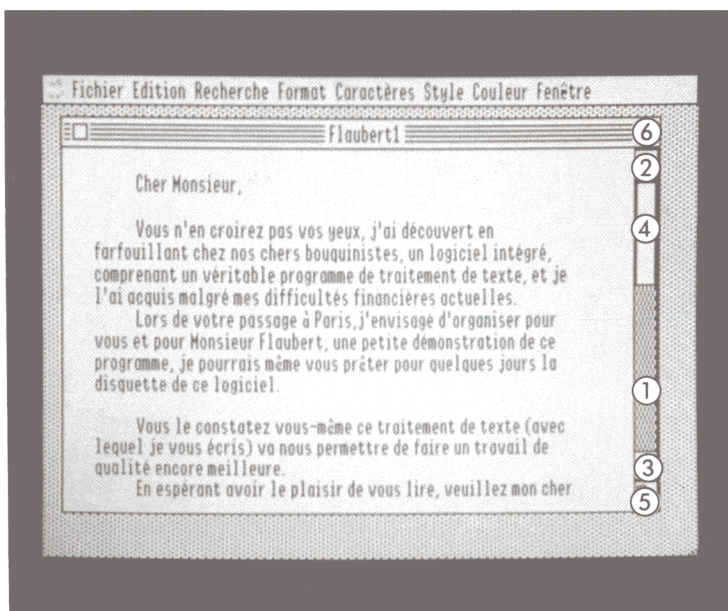 Fichier Edition Recherche Format Caractères Style Couleur Fenêtre
Flaubert1
6
2
Cher Monsieur,
4
Vous n'en croirez pas vos yeux, j'ai découvert en
farfouillant chez nos chers bouquinistes, un logiciel intégré,
comprenant un véritable programme de traitement de texte, et je
l'ai acquis malgré mes difficultés financières actuelles.
Lors de votre passage à Paris,j'envisage d'organiser pour
vous et pour Monsieur Flaubert, une petite démonstration de ce
programme, je pourrais même vous prêter pour quelques jours la
disquette de ce logiciel.
1
Vous le constatez vous-même ce traitement de texte (avec
lequel je vous écris) va nous permettre de faire un travail de
qualité encore meilleure.
3
En espérant avoir le plaisir de vous lire, veuillez mon cher
5